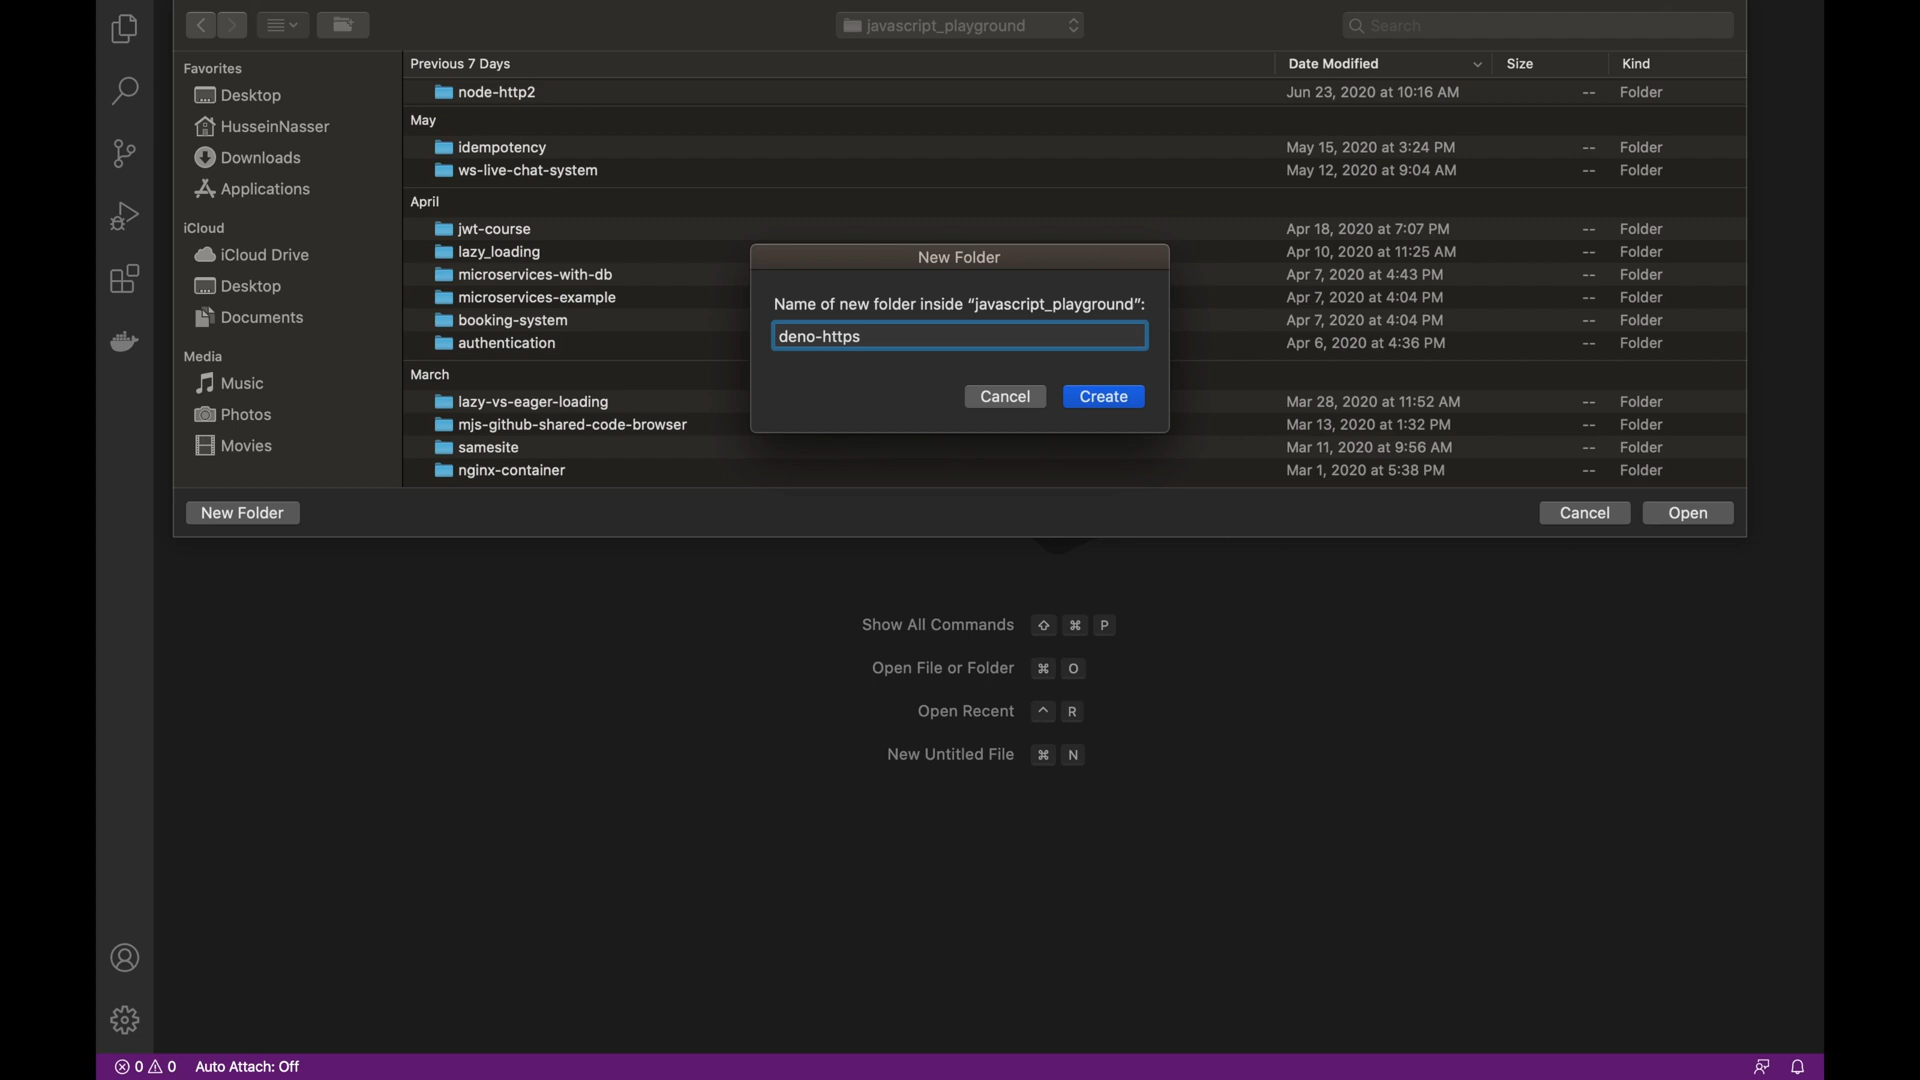 javascript_playground
Search
Favorites
Desktop
HusseinNasser
Downloads
Applications
iCloud
iCloud Drive
Desktop
Documents
Media
Music
Photos
Movies
Previous 7 Days Date Modified Size Kind
node-http2 Jun 23, 2020 at 10:16 AM -- Folder
May
idempotency May 15, 2020 at 3:24 PM -- Folder
ws-live-chat-system May 12, 2020 at 9:04 AM -- Folder
April
jwt-course Apr 18, 2020 at 7:07 PM -- Folder
lazy_loading Apr 10, 2020 at 11:25 AM -- Folder
microservices-with-db Apr 7, 2020 at 4:43 PM -- Folder
microservices-example Apr 7, 2020 at 4:04 PM -- Folder
booking-system Apr 7, 2020 at 4:04 PM -- Folder
authentication Apr 6, 2020 at 4:36 PM -- Folder
March
lazy-vs-eager-loading Mar 28, 2020 at 11:52 AM -- Folder
mjs-github-shared-code-browser Mar 13, 2020 at 1:32 PM -- Folder
samesite Mar 11, 2020 at 9:56 AM -- Folder
nginx-container Mar 1, 2020 at 5:38 PM -- Folder
New Folder
Name of new folder inside “javascript_playground”:
deno-https
Cancel Create
New Folder Cancel Open
Show All Commands ⇧ ⌘ P
Open File or Folder ⌘ O
Open Recent ^ R
New Untitled File ⌘ N
0 0 Auto Attach: Off